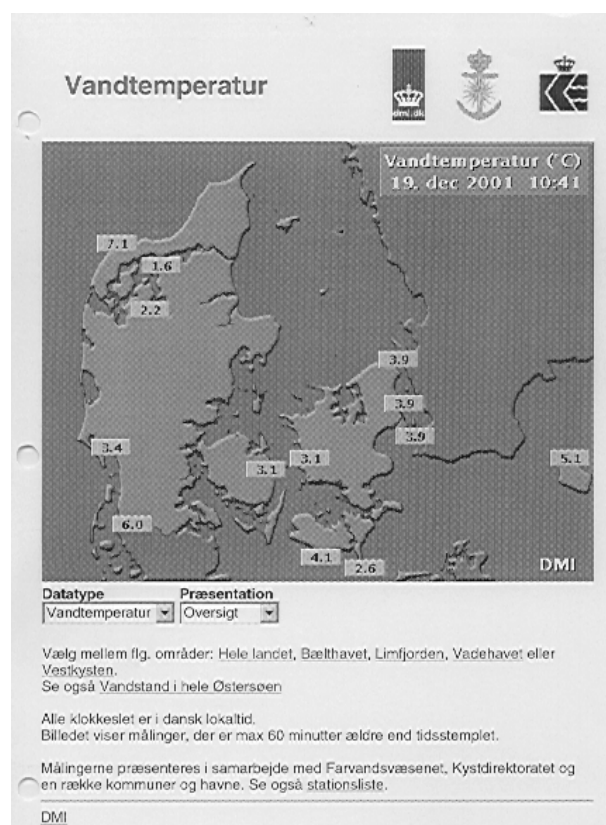 Vandtemperatur
dmi.dk
Vandtemperatur (°C)
19. dec 2001 10:41
7.1
1.6
2.2
3.9
3.9
3.9
3.4
3.1
3.1
5.1
6.0
4.1
2.6
DMI
Datatype Præsentation
Vandtemperatur Oversigt
Vælg mellem flg. områder: Hele landet, Bælthavet, Limfjorden, Vadehavet eller
Vestkysten.
Se også Vandstand i hele Østersøen
Alle klokkeslet er i dansk lokaltid.
Billedet viser målinger, der er max 60 minutter ældre end tidsstemplet.
Målingerne præsenteres i samarbejde med Farvandsvæsenet, Kystdirektoratet og
en række kommuner og havne. Se også stationsliste.
DMI